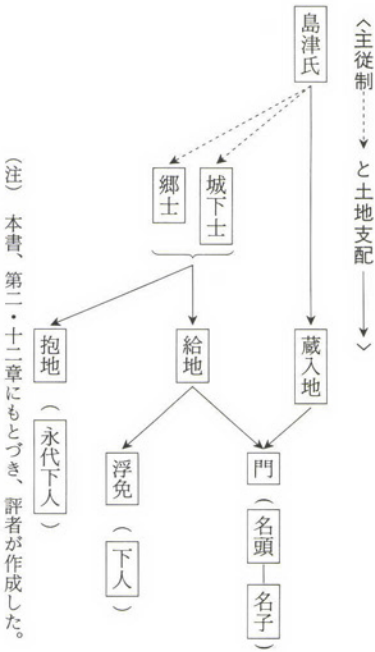 〈主従制┄┄▶と土地支配──▶〉
島津氏
城下士
郷士
蔵入地
給地
抱地(永代下人)
門(名頭─名子)
浮免(下人)
(注) 本書、第二・十二章にもとづき、評者が作成した。